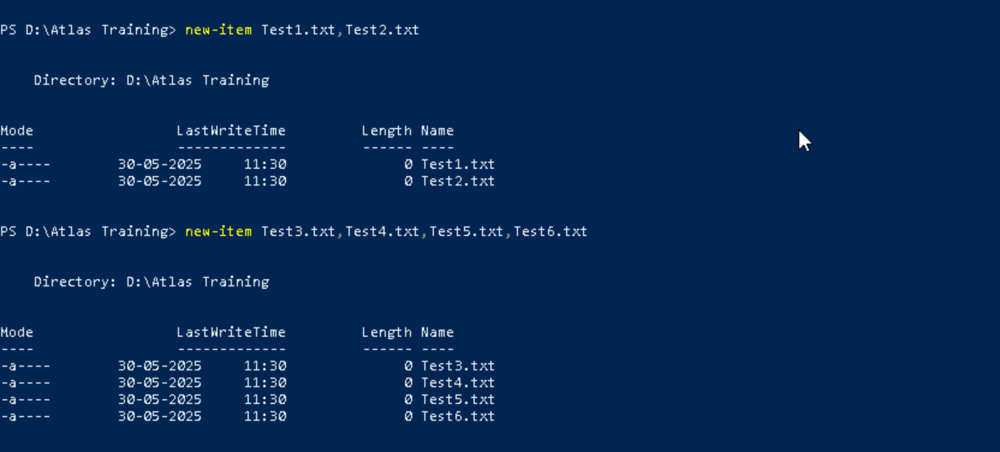 PS D:\Atlas Training> new-item Test1.txt,Test2.txt
Directory: D:\Atlas Training
Mode LastWriteTime Length Name
---- ------------- ------ ----
-a---- 30-05-2025 11:30 0 Test1.txt
-a---- 30-05-2025 11:30 0 Test2.txt
PS D:\Atlas Training> new-item Test3.txt,Test4.txt,Test5.txt,Test6.txt
Directory: D:\Atlas Training
Mode LastWriteTime Length Name
---- ------------- ------ ----
-a---- 30-05-2025 11:30 0 Test3.txt
-a---- 30-05-2025 11:30 0 Test4.txt
-a---- 30-05-2025 11:30 0 Test5.txt
-a---- 30-05-2025 11:30 0 Test6.txt